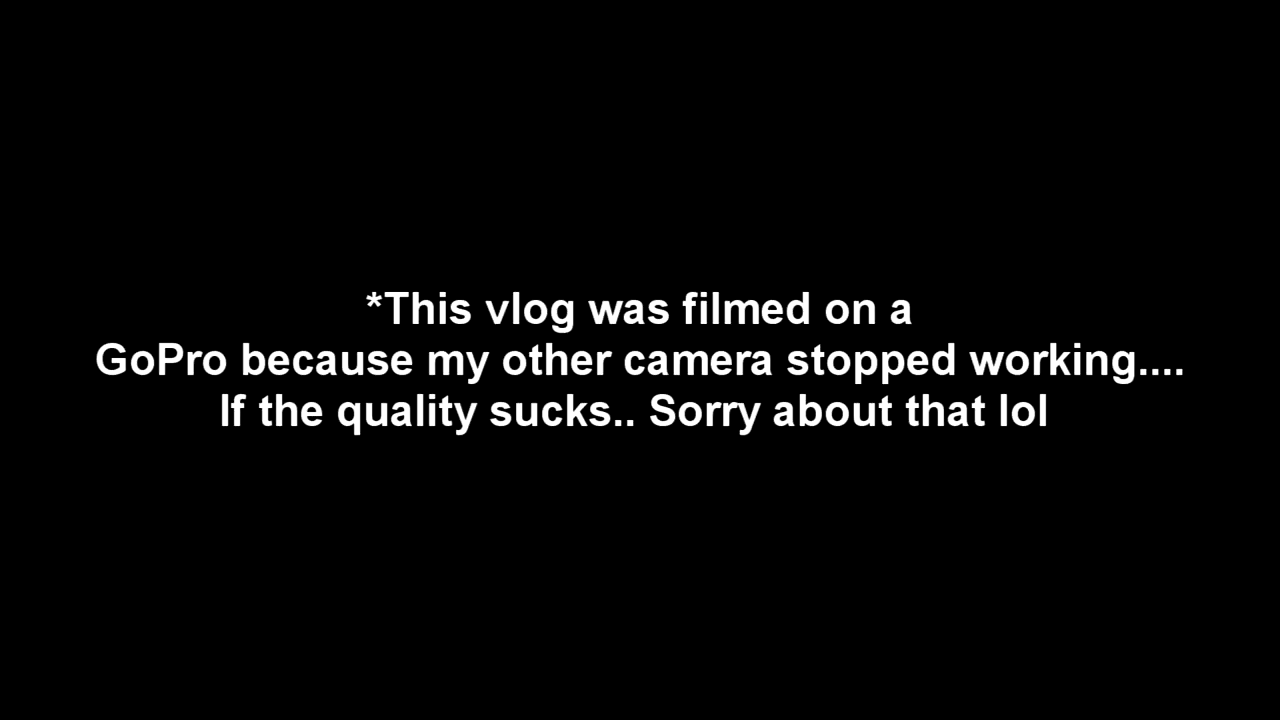 *This vlog was filmed on a
GoPro because my other camera stopped working....
If the quality sucks.. Sorry about that lol